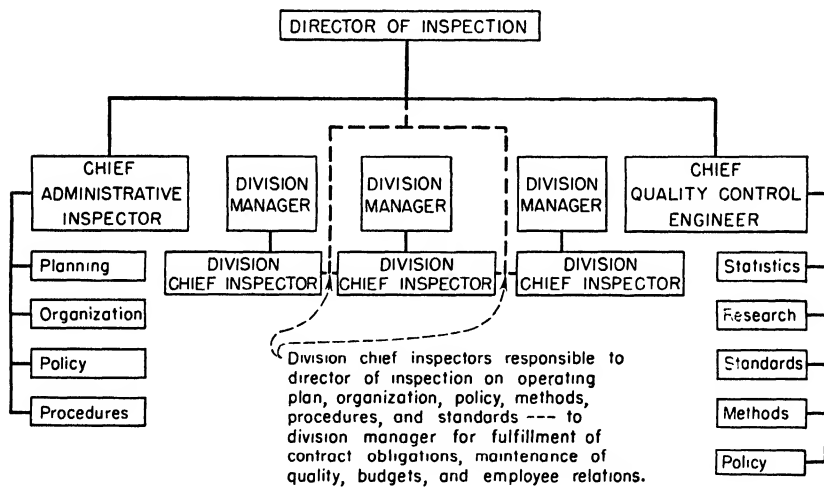 DIRECTOR OF INSPECTION
CHIEF
ADMINISTRATIVE
INSPECTOR
DIVISION
MANAGER
DIVISION
MANAGER
DIVISION
MANAGER
CHIEF
QUALITY CONTROL
ENGINEER
DIVISION
CHIEF INSPECTOR
DIVISION
CHIEF INSPECTOR
DIVISION
CHIEF INSPECTOR
Planning
Organization
Policy
Procedures
Statistics
Research
Standards
Methods
Policy
Division chief inspectors responsible to
director of inspection on operating
plan, organization, policy, methods,
procedures, and standards --- to
division manager for fulfillment of
contract obligations, maintenance of
quality, budgets, and employee relations.